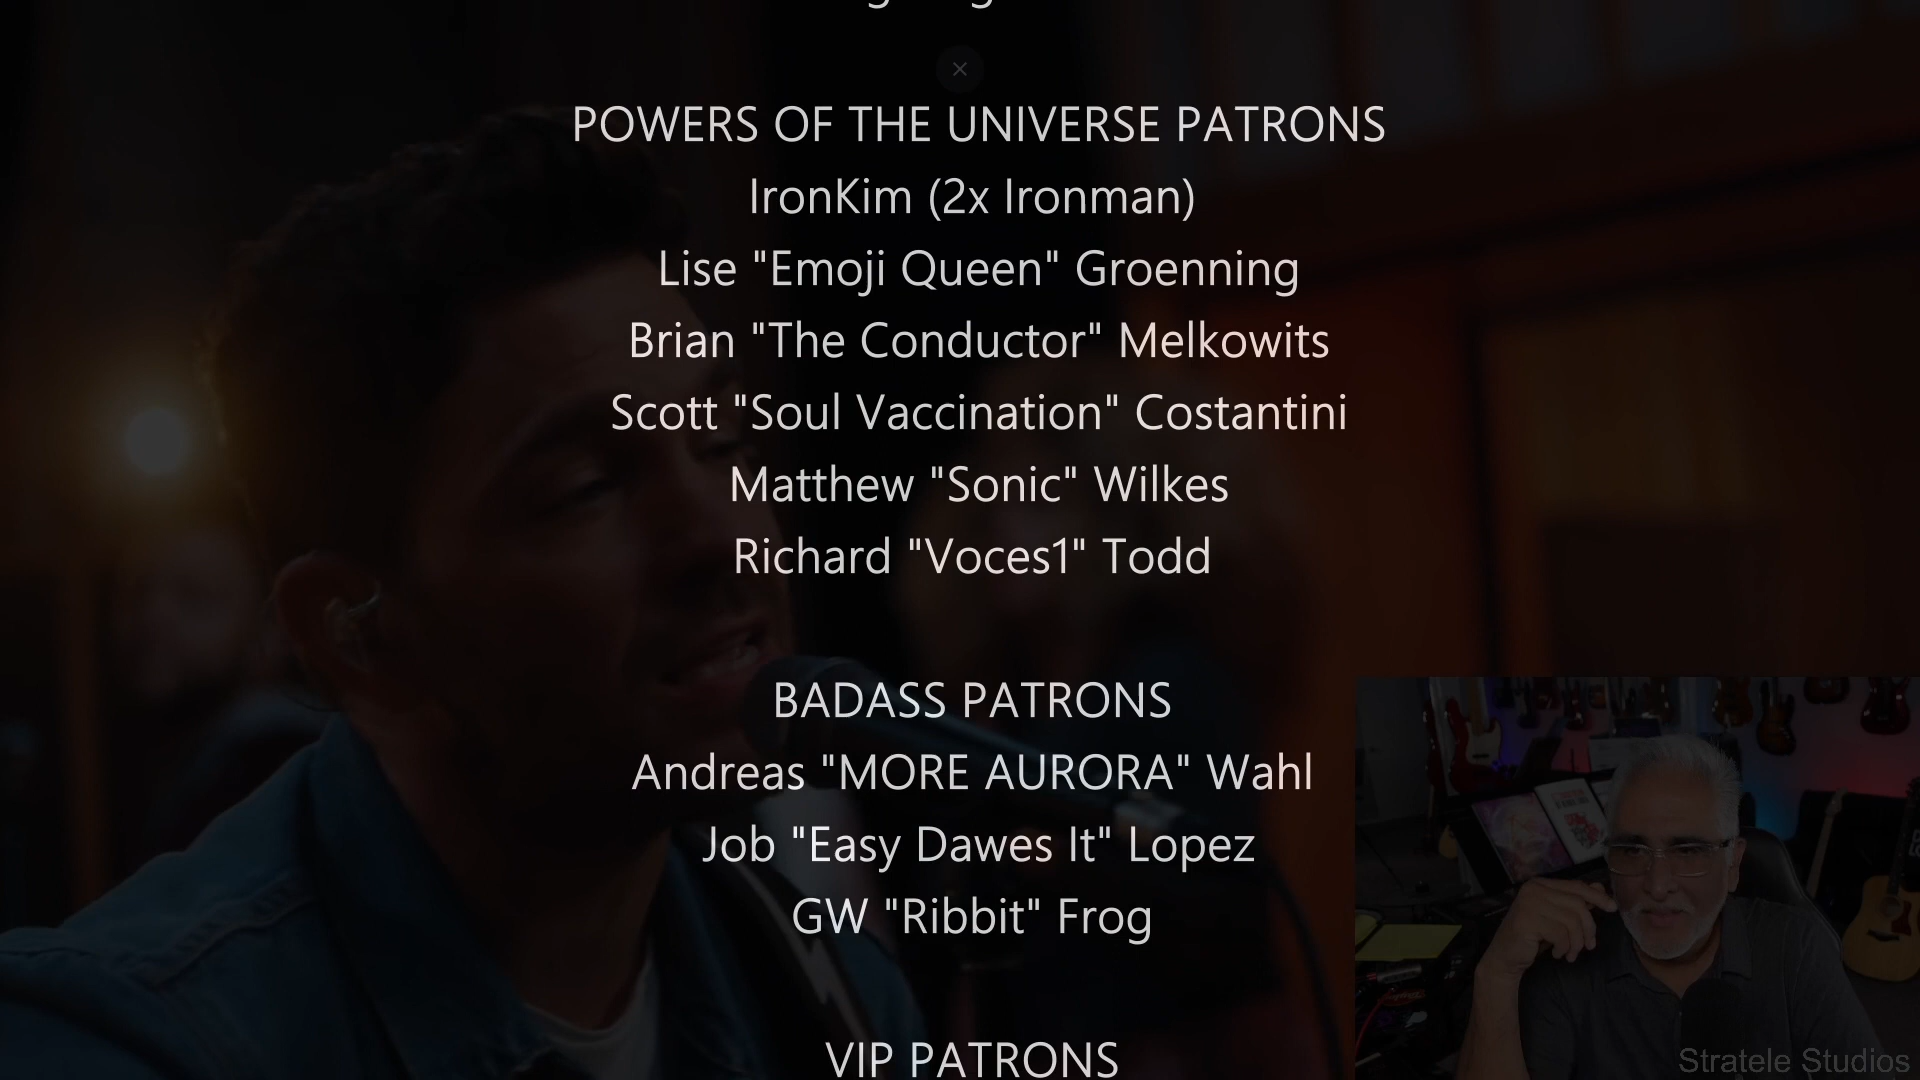 POWERS OF THE UNIVERSE PATRONS
IronKim (2x Ironman)
Lise "Emoji Queen" Groenning
Brian "The Conductor" Melkowits
Scott "Soul Vaccination" Costantini
Matthew "Sonic" Wilkes
Richard "Voces1" Todd
BADASS PATRONS
Andreas "MORE AURORA" Wahl
Job "Easy Dawes It" Lopez
GW "Ribbit" Frog
VIP PATRONS
Stratele Studios